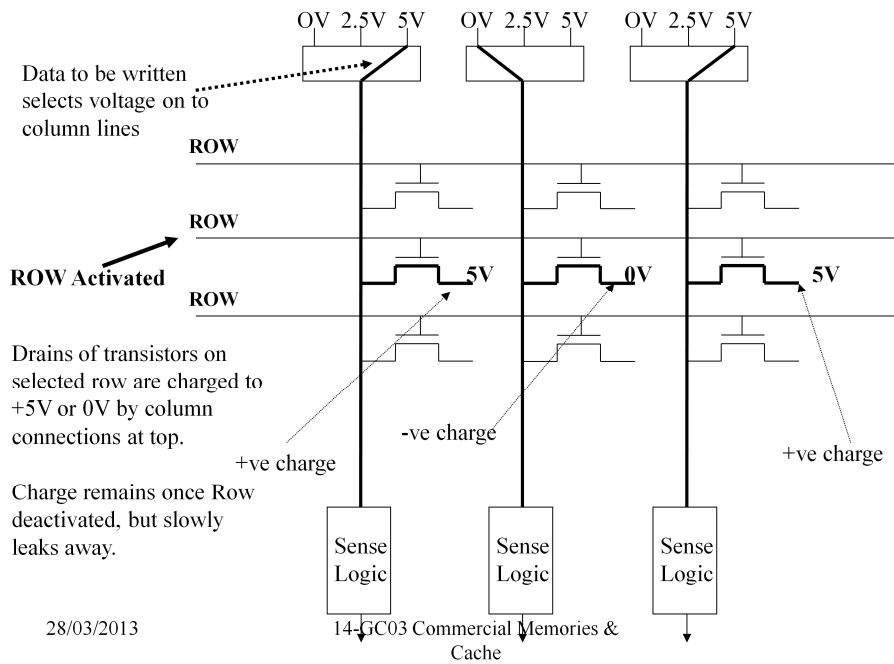 OV 2.5V 5V OV 2.5V 5V OV 2.5V 5V
Data to be written
selects voltage on to
column lines
ROW
ROW
ROW Activated
5V 0V 5V
ROW
Drains of transistors on
selected row are charged to
+5V or 0V by column
connections at top.
-ve charge
+ve charge
+ve charge
Charge remains once Row
deactivated, but slowly
leaks away.
Sense
Logic
Sense
Logic
Sense
Logic
28/03/2013
14-GC03 Commercial Memories &
Cache